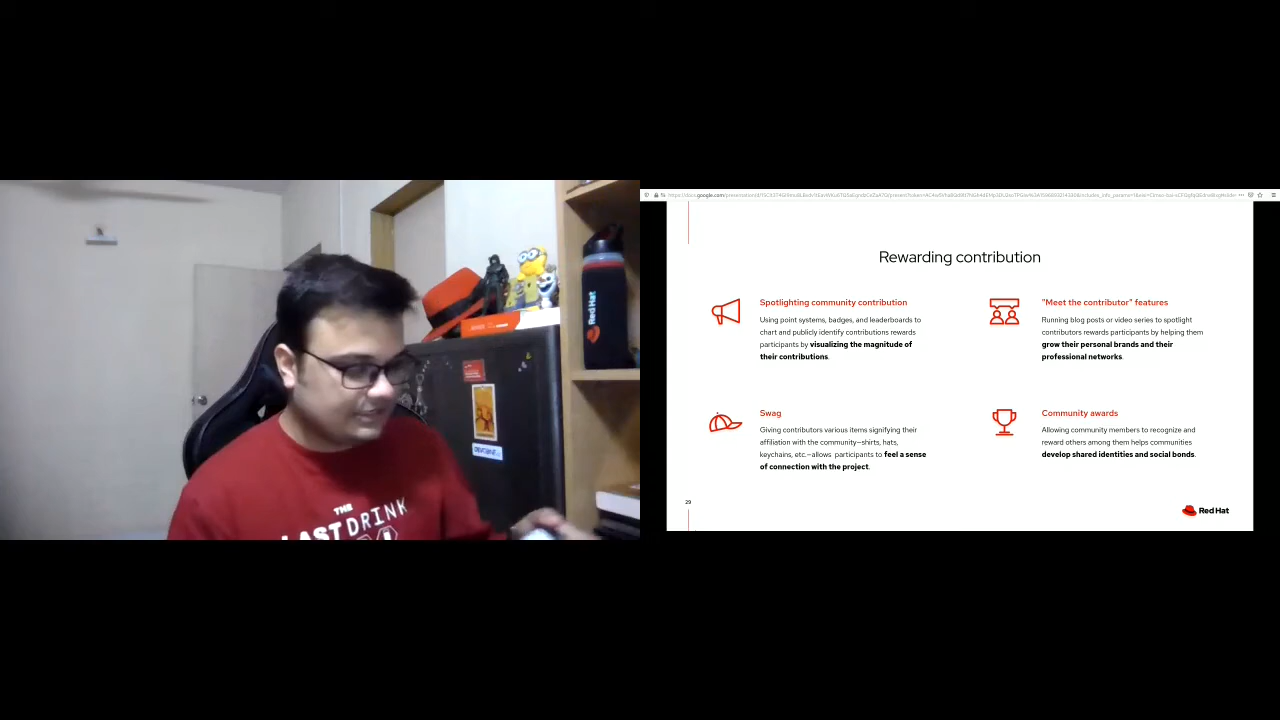 THE
LAST DRINK
Red Hat
google.com
Rewarding contribution
Spotlighting community contribution
Using point systems, badges, and leaderboards to
chart and publicly identify contributions rewards
participants by visualizing the magnitude of
their contributions.
"Meet the contributor" features
Running blog posts or video series to spotlight
contributors rewards participants by helping them
grow their personal brands and their
professional networks.
Swag
Giving contributors various items signifying their
affiliation with the community—shirts, hats,
keychains, etc.—allows participants to feel a sense
of connection with the project.
Community awards
Allowing community members to recognize and
reward others among them helps communities
develop shared identities and social bonds.
29
Red Hat